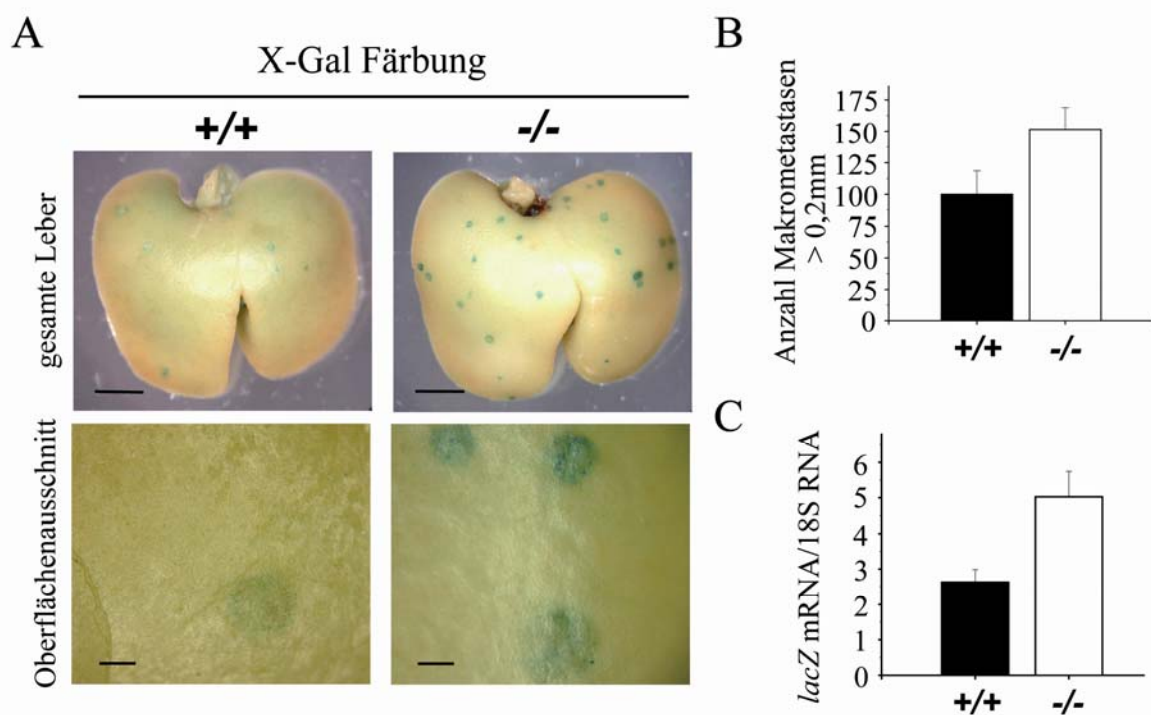 A
X-Gal Färbung
+/+
-/-
gesamte Leber
Oberflächenausschnitt
B
Anzahl Makrometastasen
> 0,2mm
175
150
125
100
75
50
25
0
+/+
-/-
C
lacZ mRNA/18S RNA
6
5
4
3
2
1
0
+/+
-/-